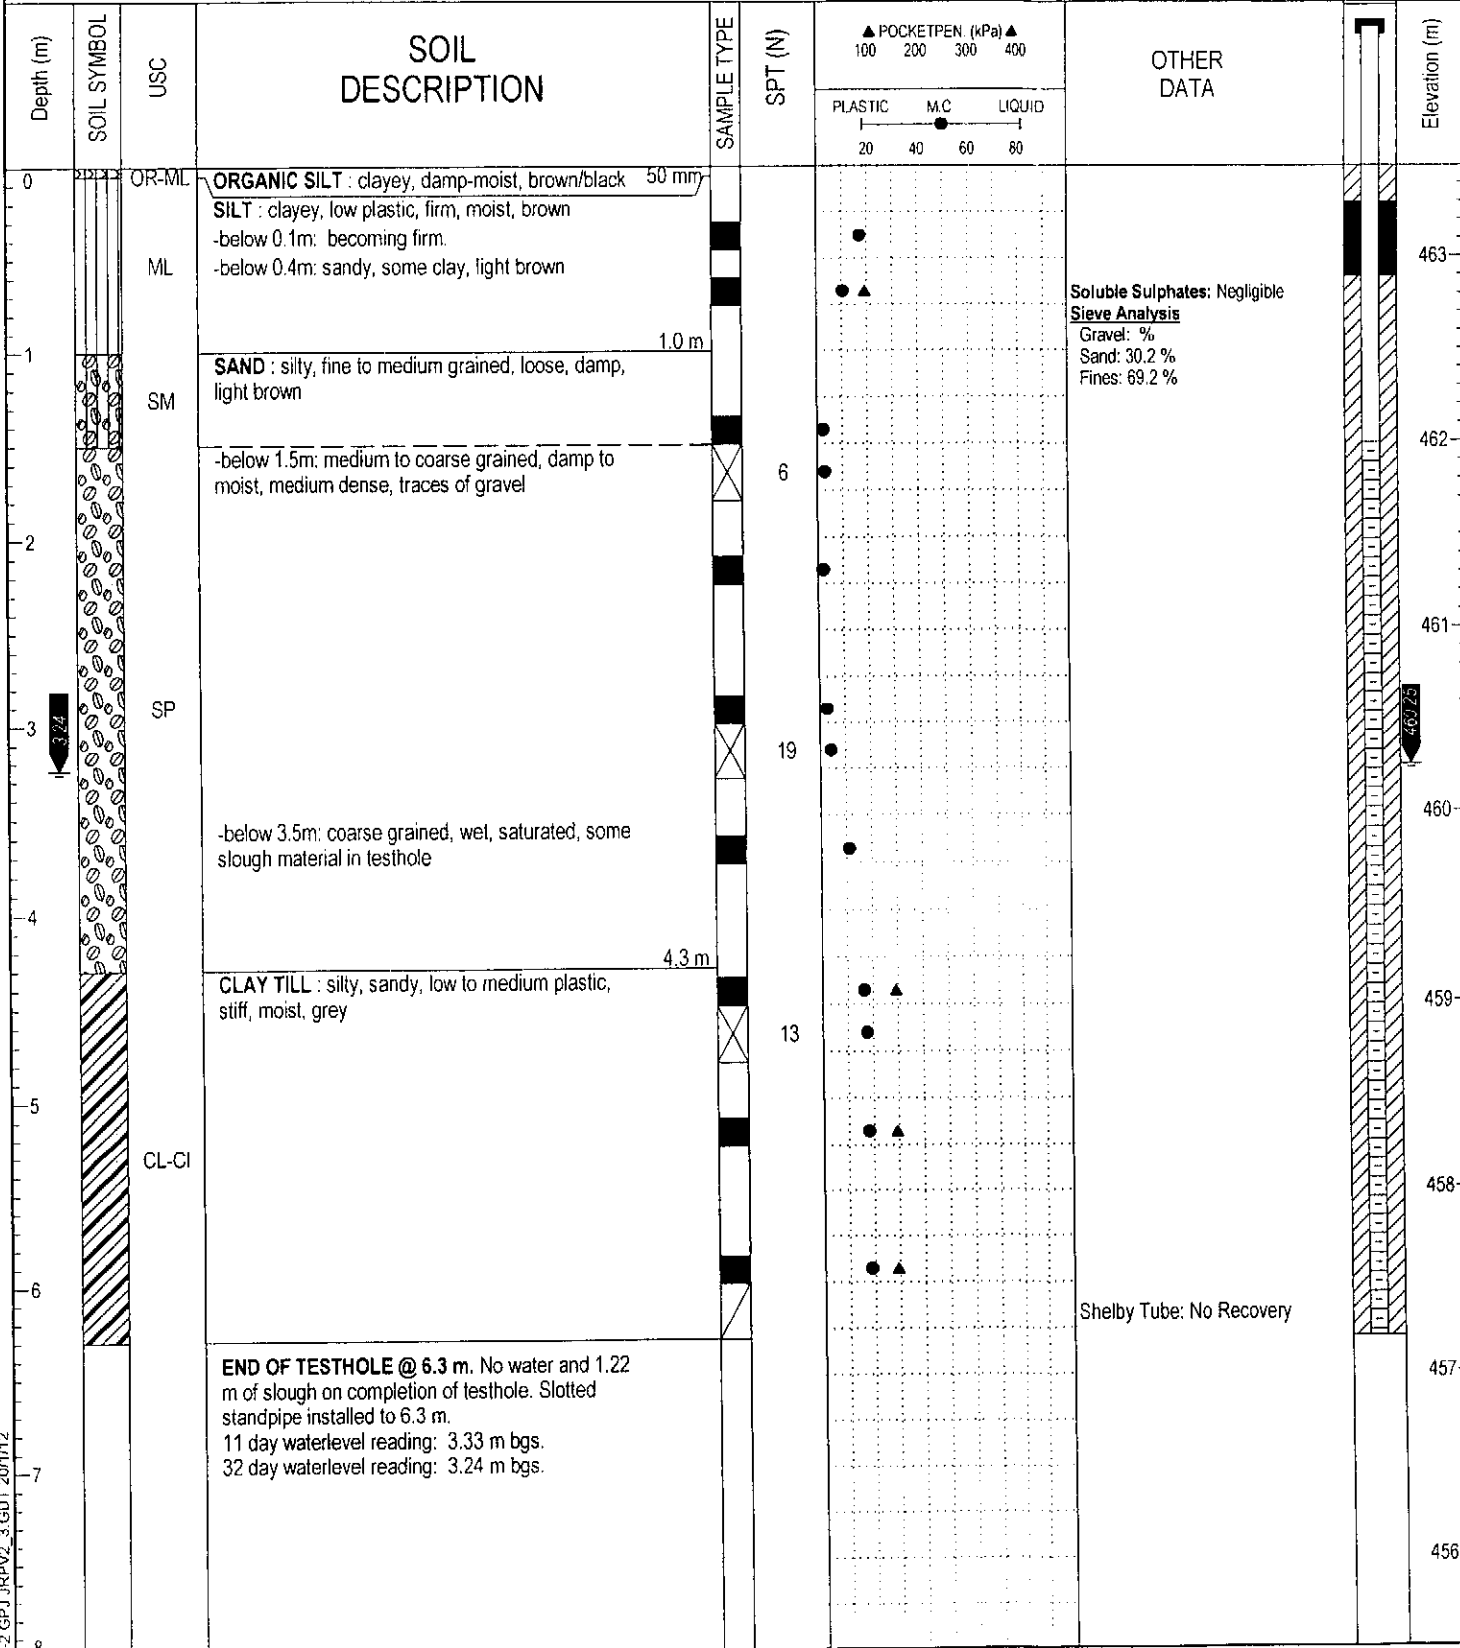 Depth (m)
SOIL SYMBOL
USC
SOIL
DESCRIPTION
SAMPLE TYPE
SPT (N)
▲ POCKETPEN. (kPa) ▲
100 200 300 400
PLASTIC M.C LIQUID
20 40 60 80
OTHER
DATA
Elevation (m)
0
OR-ML
ORGANIC SILT : clayey, damp-moist, brown/black 50 mm
SILT : clayey, low plastic, firm, moist, brown
-below 0.1m: becoming firm.
ML
-below 0.4m: sandy, some clay, light brown
463
Soluble Sulphates: Negligible
Sieve Analysis
Gravel: %
Sand: 30.2 %
Fines: 69.2 %
1.0 m
1
SAND : silty, fine to medium grained, loose, damp,
light brown
SM
462
-below 1.5m: medium to coarse grained, damp to
moist, medium dense, traces of gravel
6
2
461
SP
3.24
3
19
460.25
460
-below 3.5m: coarse grained, wet, saturated, some
slough material in testhole
4
4.3 m
CLAY TILL : silty, sandy, low to medium plastic,
stiff, moist, grey
459
13
5
CL-CI
458
6
Shelby Tube: No Recovery
END OF TESTHOLE @ 6.3 m. No water and 1.22
m of slough on completion of testhole. Slotted
standpipe installed to 6.3 m.
11 day waterlevel reading: 3.33 m bgs.
32 day waterlevel reading: 3.24 m bgs.
457
7
456
8